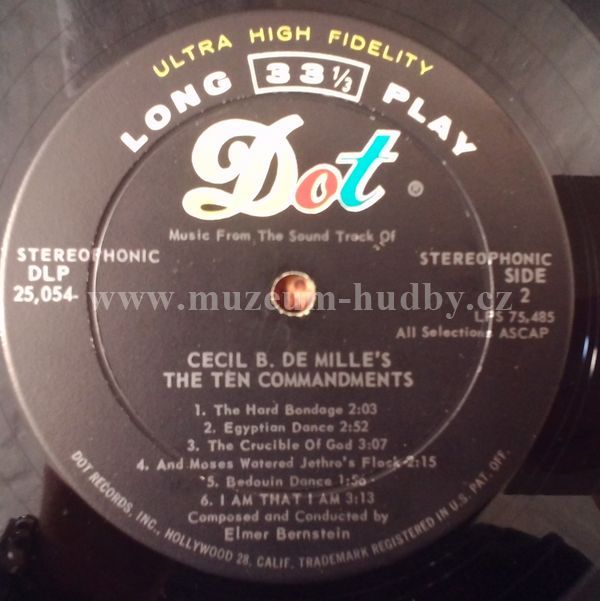 ULTRA HIGH FIDELITY
LONG 33 1/3 PLAY
Dot ®
Music From The Sound Track Of
STEREOPHONIC
DLP
25,054-
STEREOPHONIC
SIDE
2
LPS 75,485
All Selections ASCAP
www.muzeum-hudby.cz
CECIL B. DE MILLE'S
THE TEN COMMANDMENTS
1. The Hard Bondage 2:03
2. Egyptian Dance 2:52
3. The Crucible Of God 3:07
4. And Moses Watered Jethro's Flock 2:15
5. Bedouin Dance 1:56
6. I AM THAT I AM 3:13
Composed and Conducted by
Elmer Bernstein
DOT RECORDS, INC., HOLLYWOOD 28, CALIF. TRADEMARK REGISTERED IN U.S. PAT. OFF.